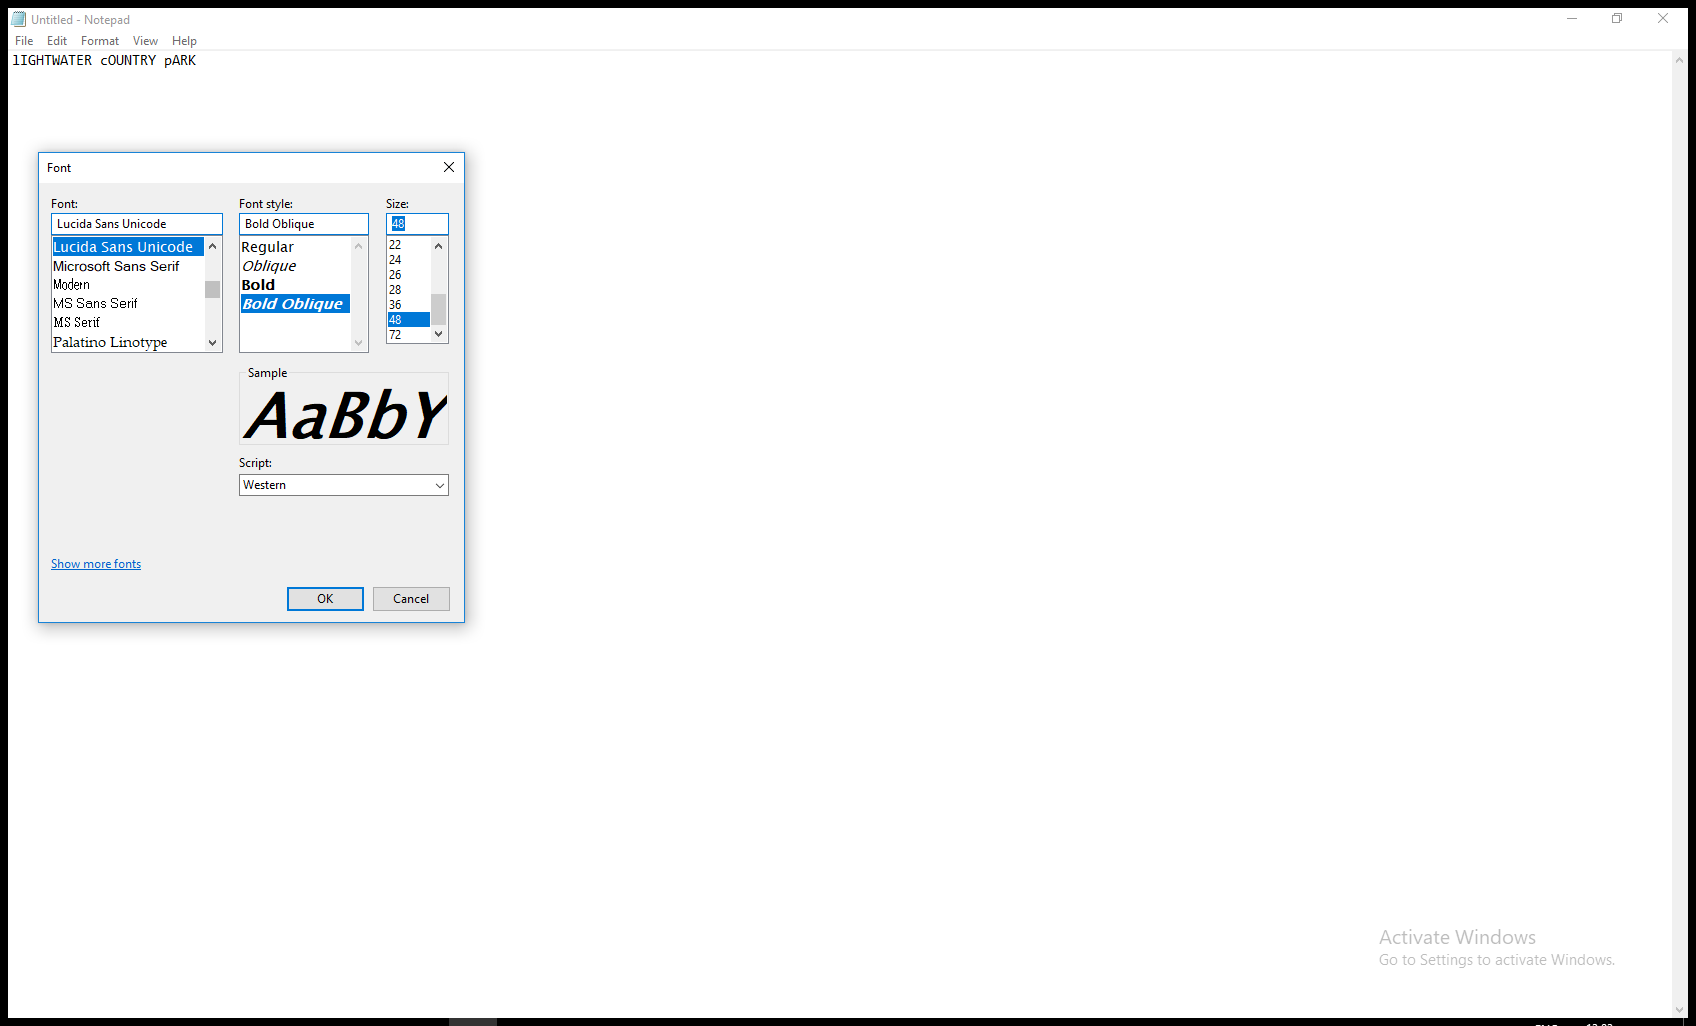 Untitled - Notepad
File Edit Format View Help
lIGHTWATER cOUNTRY pARK
Font
Font: Font style: Size:
Lucida Sans Unicode Bold Oblique 48
Lucida Sans Unicode
Microsoft Sans Serif
Modern
MS Sans Serif
MS Serif
Palatino Linotype
Regular
Oblique
Bold
Bold Oblique
22
24
26
28
36
48
72
Sample
AaBbY
Script:
Western
Show more fonts
OK Cancel
Activate Windows
Go to Settings to activate Windows.